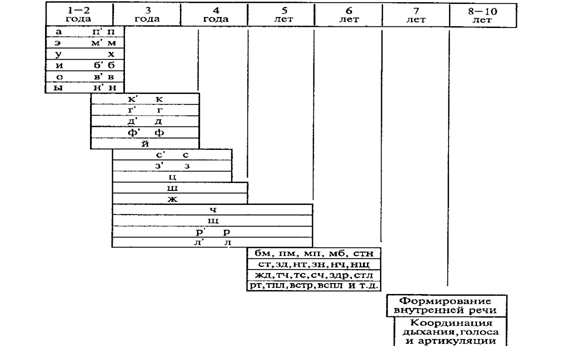 1—2 года 3 года 4 года 5 лет 6 лет 7 лет 8—10 лет
а п' п
э м' м
у х
и б' б
о в' в
ы н' н
к' к
г' г
д' д
ф' ф
й
с' с
з' з
ц
ш
ж
ч
щ
р' р
л' л
бм, пм, мп, мб, стн
ст, зд, нт, зн, нч, нщ
жд, тч, тс, сч, здр, стл
рт, тпл, встр, вспл и т.д.
Формирование
внутренней речи
Координация
дыхания, голоса
и артикуляции